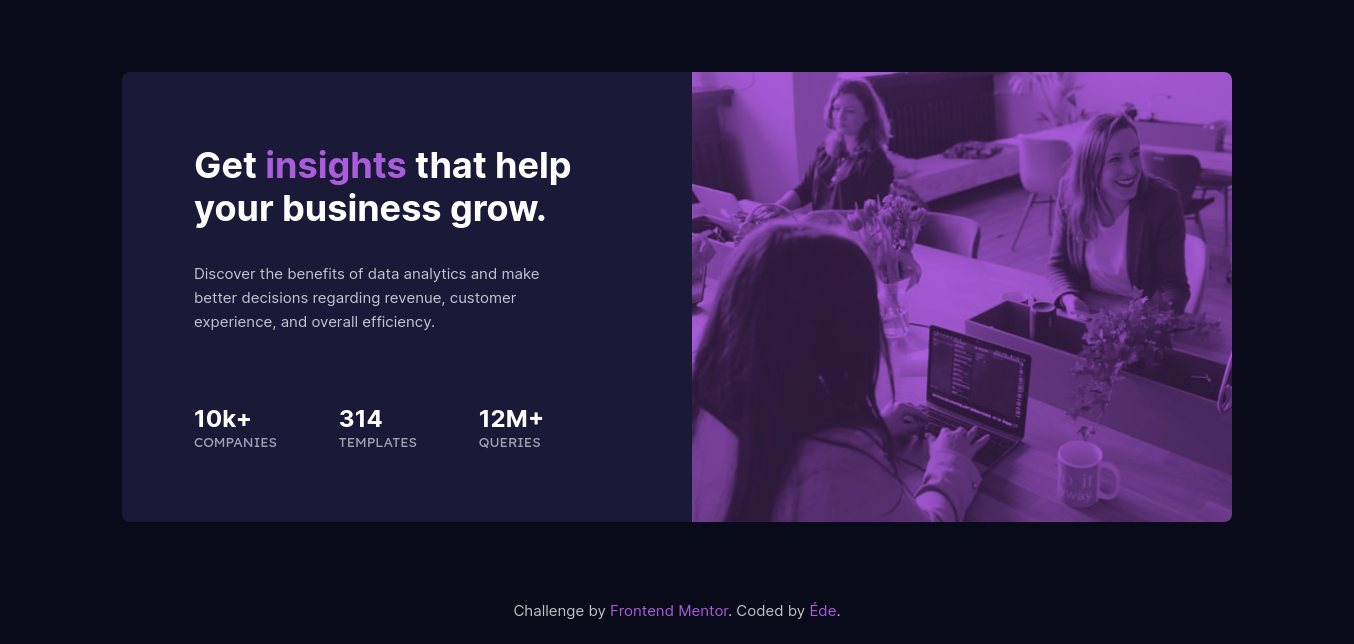 Get insights that help
your business grow.
Discover the benefits of data analytics and make
better decisions regarding revenue, customer
experience, and overall efficiency.
10k+
COMPANIES
314
TEMPLATES
12M+
QUERIES
Challenge by Frontend Mentor. Coded by Éde.